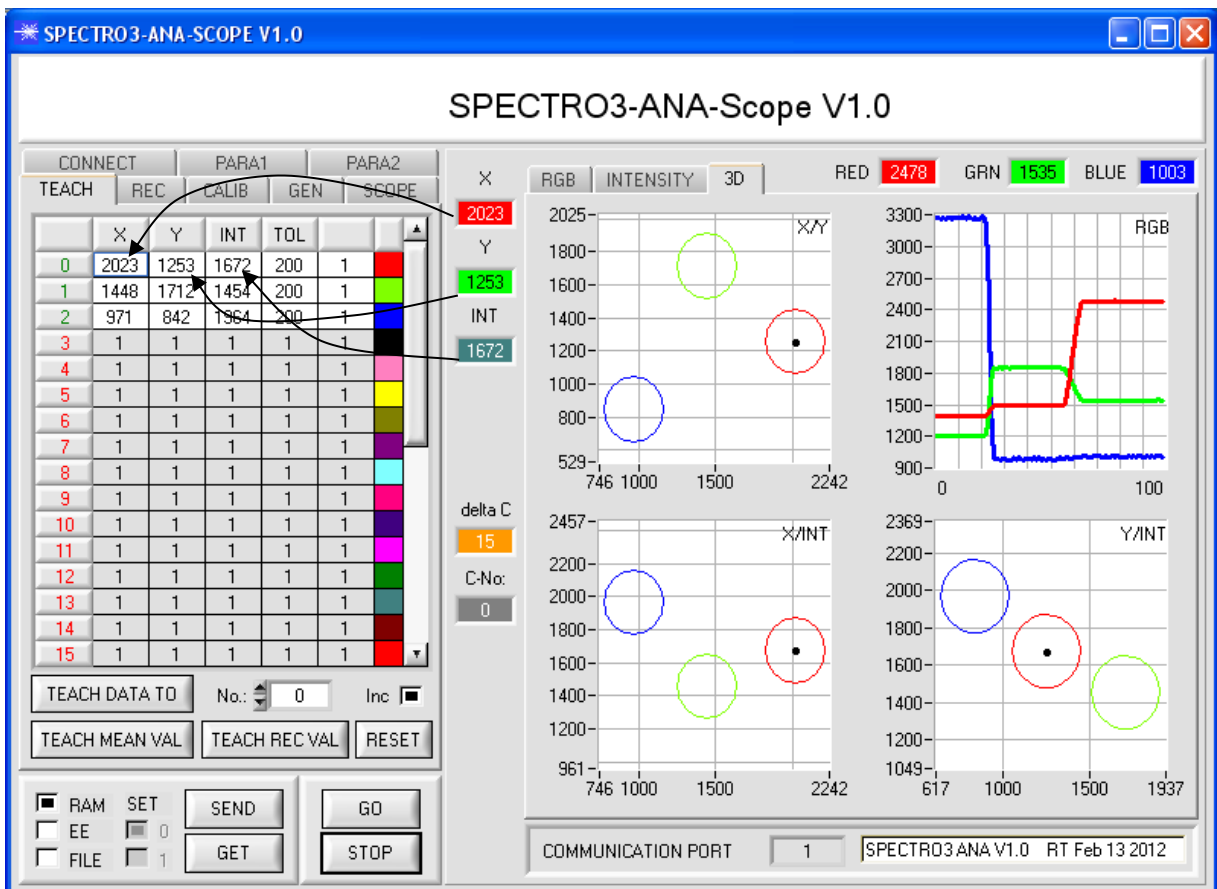 SPECTRO3-ANA-SCOPE V1.0
SPECTRO3-ANA-Scope V1.0
CONNECT PARA1 PARA2
TEACH REC CALIB GEN SCOPE
X Y INT TOL
0 2023 1253 1672 200 1
1 1448 1712 1454 200 1
2 971 842 1964 200 1
3 1 1 1 1 1
4 1 1 1 1 1
5 1 1 1 1 1
6 1 1 1 1 1
7 1 1 1 1 1
8 1 1 1 1 1
9 1 1 1 1 1
10 1 1 1 1 1
11 1 1 1 1 1
12 1 1 1 1 1
13 1 1 1 1 1
14 1 1 1 1 1
15 1 1 1 1 1
TEACH DATA TO No.: 0 Inc
TEACH MEAN VAL TEACH REC VAL RESET
RAM SET SEND GO
EE 0
FILE 1 GET STOP
X
2023
Y
1253
INT
1672
delta C
15
C-No:
0
RGB INTENSITY 3D RED 2478 GRN 1535 BLUE 1003
X/Y
2025
1800
1600
1400
1200
1000
800
529
746 1000 1500 2242
RGB
3300
3000
2700
2400
2100
1800
1500
1200
900
0 100
X/INT
2457
2200
2000
1800
1600
1400
1200
961
746 1000 1500 2242
Y/INT
2369
2200
2000
1800
1600
1400
1200
1049
617 1000 1500 1937
COMMUNICATION PORT 1 SPECTRO3 ANA V1.0 RT Feb 13 2012